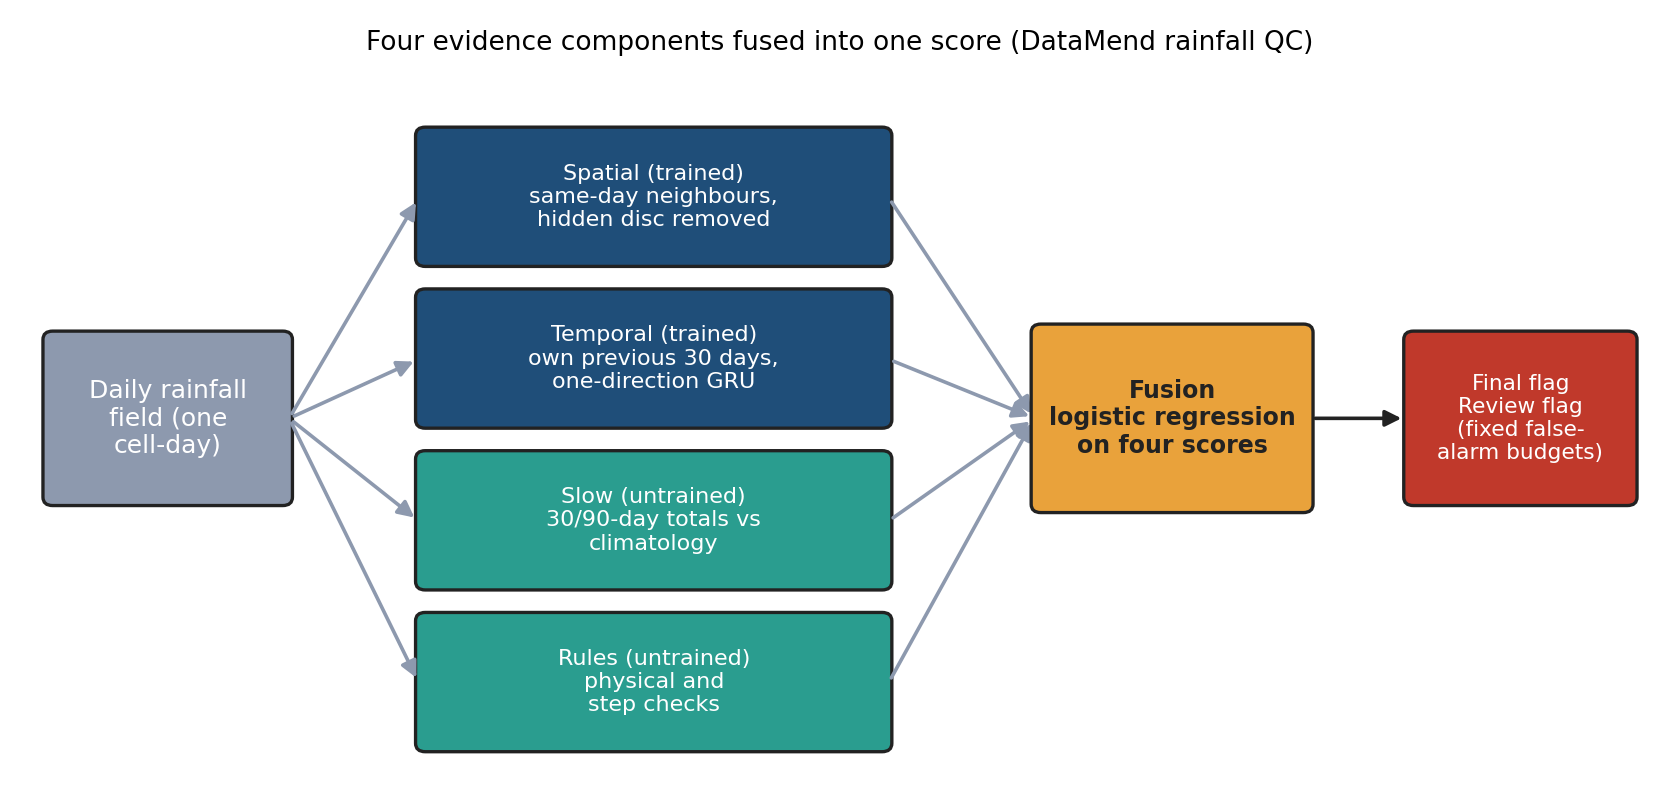 Four evidence components fused into one score (DataMend rainfall QC)
Daily rainfall
field (one
cell-day)
Spatial (trained)
same-day neighbours,
hidden disc removed
Temporal (trained)
own previous 30 days,
one-direction GRU
Slow (untrained)
30/90-day totals vs
climatology
Rules (untrained)
physical and
step checks
Fusion
logistic regression
on four scores
Final flag
Review flag
(fixed false-
alarm budgets)